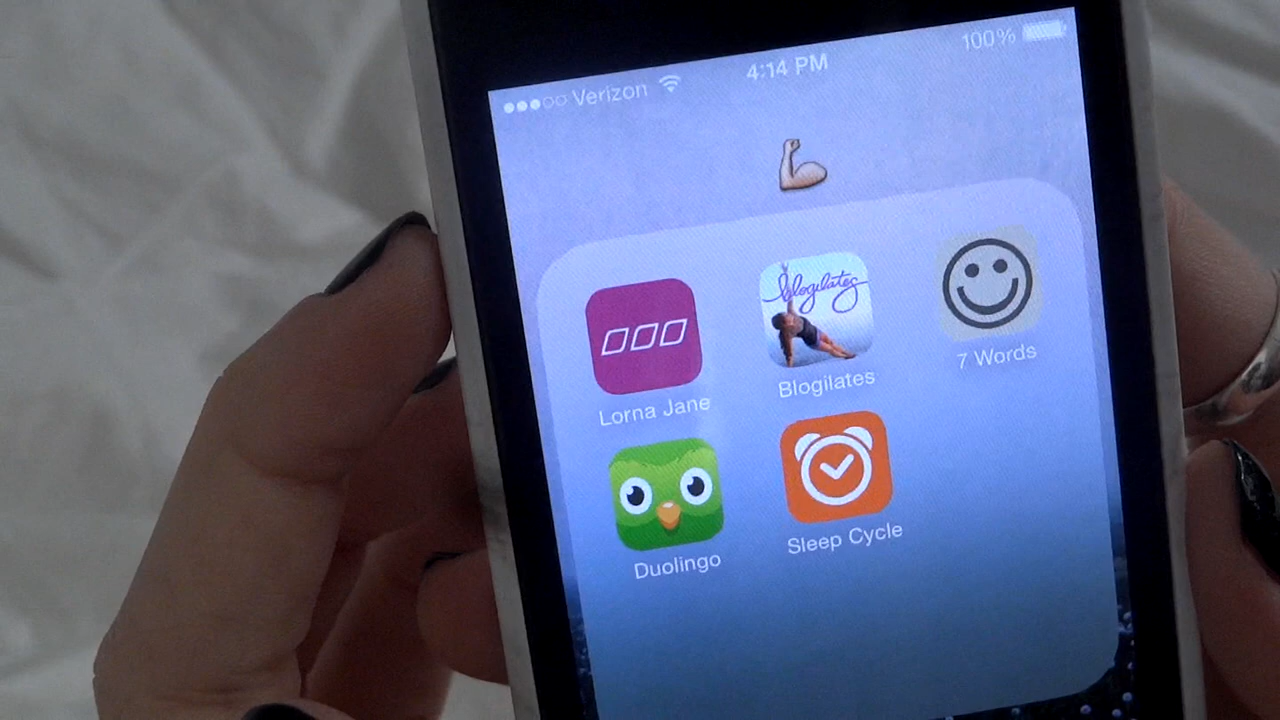 Verizon 4:14 PM 100%
blogilates
Lorna Jane Blogilates 7 Words
Duolingo Sleep Cycle